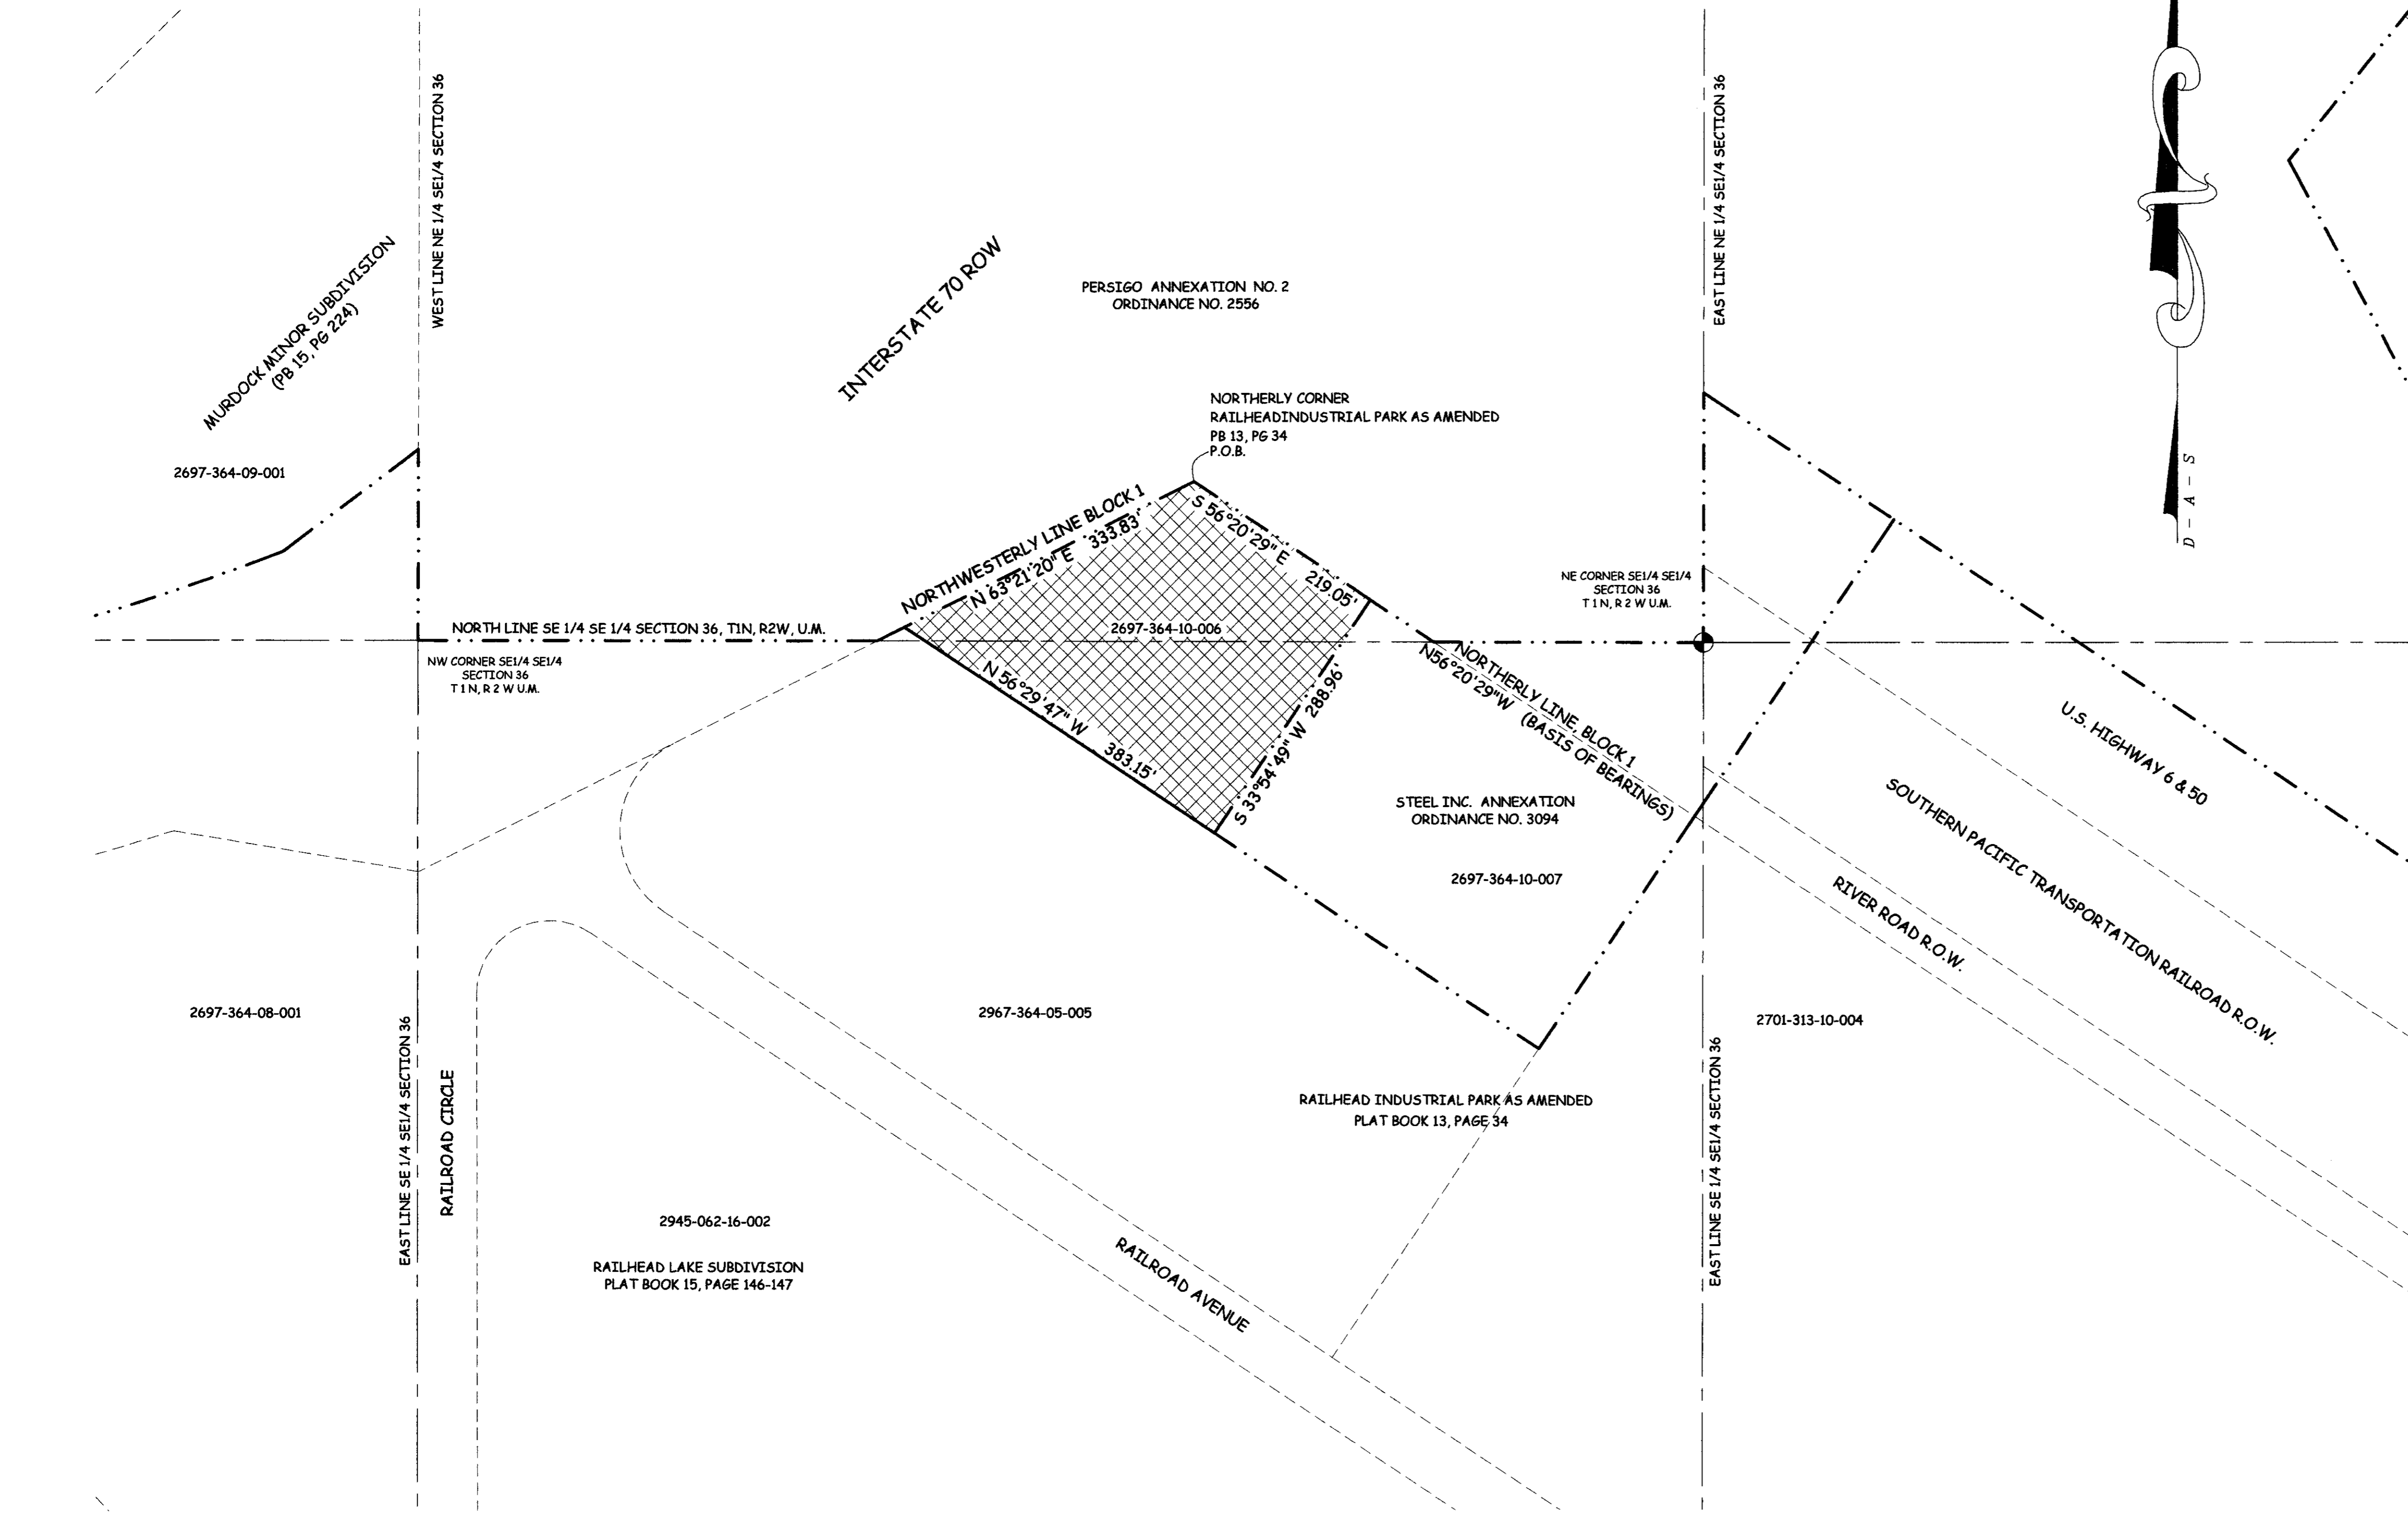 WEST LINE NE 1/4 SE1/4 SECTION 36
EAST LINE NE 1/4 SE1/4 SECTION 36
MURDOCK MINOR SUBDIVISION
(PB 15, PG 224)
INTERSTATE 70 ROW
PERSIGO ANNEXATION NO. 2
ORDINANCE NO. 2556
2697-364-09-001
NORTHERLY CORNER
RAILHEADINDUSTRIAL PARK AS AMENDED
PB 13, PG 34
P.O.B.
D - A - S
NORTHWESTERLY LINE BLOCK 1
N 63°21'20" E 333.83'
S 56°20'29" E 219.05'
NE CORNER SE1/4 SE1/4
SECTION 36
T 1 N, R 2 W U.M.
NORTH LINE SE 1/4 SE 1/4 SECTION 36, T1N, R2W, U.M.
2697-364-10-006
NW CORNER SE1/4 SE1/4
SECTION 36
T 1 N, R 2 W U.M.
N 56°29'47" W 383.15'
S 33°54'49" W 288.96'
NORTHERLY LINE, BLOCK 1
N56°20'29"W (BASIS OF BEARINGS)
U.S. HIGHWAY 6 & 50
SOUTHERN PACIFIC TRANSPORTATION RAILROAD R.O.W.
RIVER ROAD R.O.W.
STEEL INC. ANNEXATION
ORDINANCE NO. 3094
2697-364-10-007
2697-364-08-001
2967-364-05-005
2701-313-10-004
EAST LINE SE 1/4 SE1/4 SECTION 36
RAILROAD CIRCLE
RAILHEAD INDUSTRIAL PARK AS AMENDED
PLAT BOOK 13, PAGE 34
EAST LINE SE 1/4 SE1/4 SECTION 36
2945-062-16-002
RAILHEAD LAKE SUBDIVISION
PLAT BOOK 15, PAGE 146-147
RAILROAD AVENUE